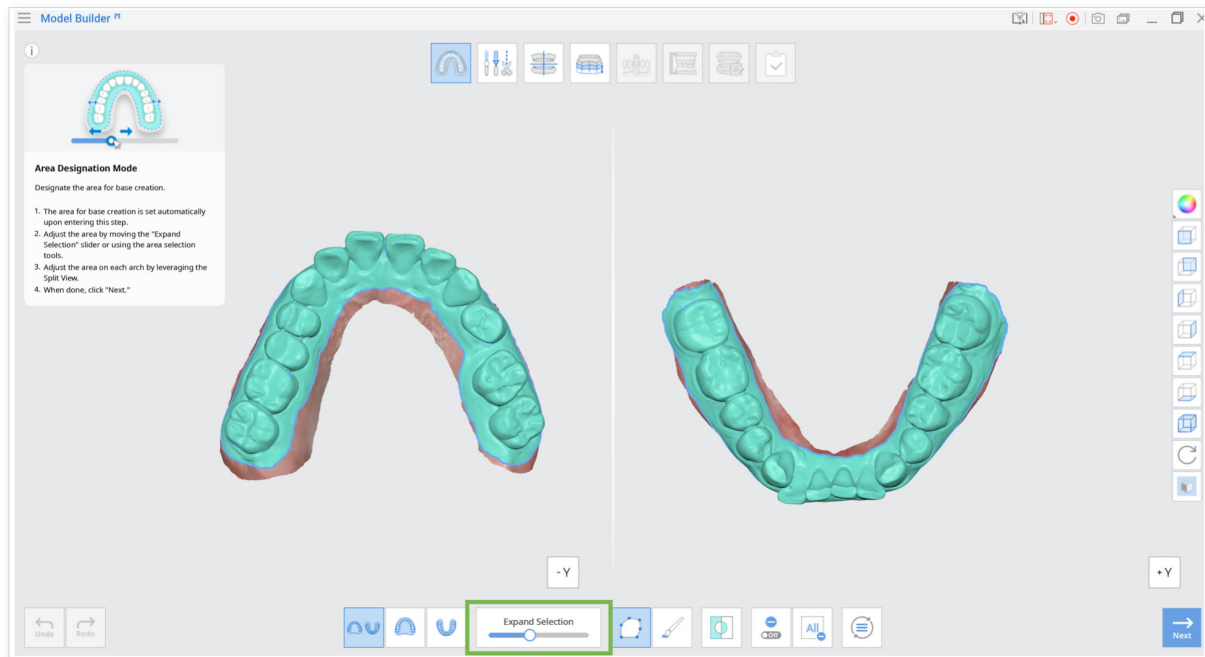 Model Builder
Area Designation Mode
Designate the area for base creation.
1. The area for base creation is set automatically
upon entering this step.
2. Adjust the area by moving the "Expand
Selection" slider or using the area selection
tools.
3. Adjust the area on each arch by leveraging the
Split View.
4. When done, click "Next."
- Y
+ Y
Undo
Redo
Expand Selection
OFF
All
Next